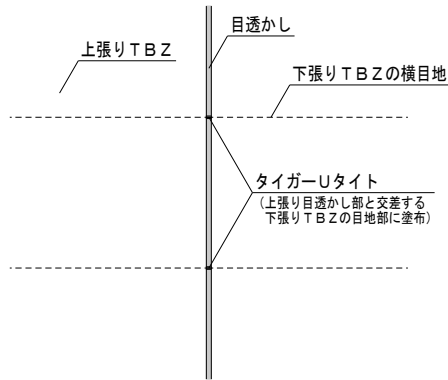 目透かし
上張りTBZ
下張りTBZの横目地
タイガーUタイト
(上張り目透かし部と交差する
下張りTBZの目地部に塗布)